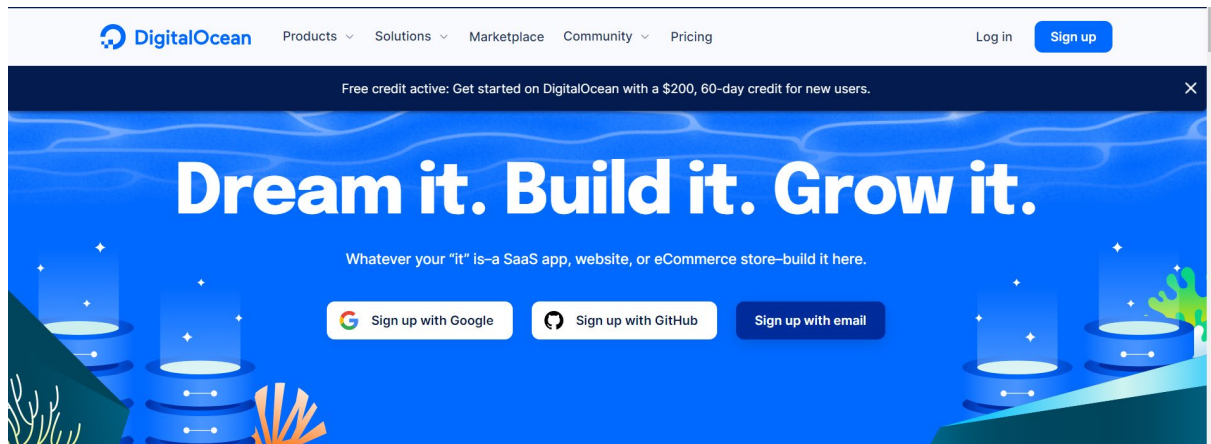 DigitalOcean Products Solutions Marketplace Community Pricing Log in Sign up
Free credit active: Get started on DigitalOcean with a $200, 60-day credit for new users.
Dream it. Build it. Grow it.
Whatever your “it” is–a SaaS app, website, or eCommerce store–build it here.
Sign up with Google Sign up with GitHub Sign up with email